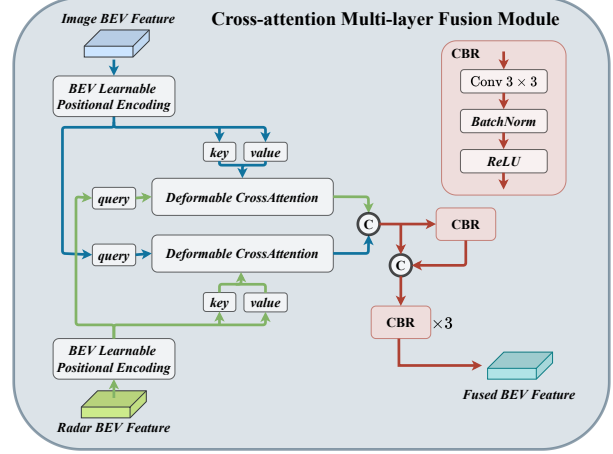 Image BEV Feature
Cross-attention Multi-layer Fusion Module
BEV Learnable
Positional Encoding
CBR
Conv 3 × 3
BatchNorm
ReLU
key
value
query
Deformable CrossAttention
C
CBR
query
Deformable CrossAttention
C
key
value
CBR
×3
BEV Learnable
Positional Encoding
Radar BEV Feature
Fused BEV Feature